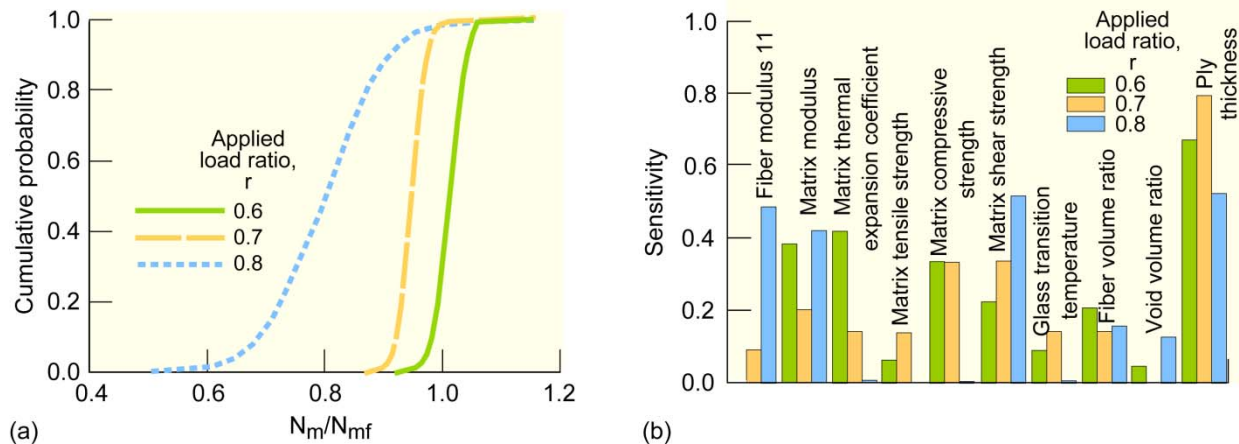 1.0
0.8
0.6
0.4
0.2
0.0
Cumulative probability
Applied
load ratio,
r
0.6
0.7
0.8
0.4
0.6
0.8
1.0
1.2
Nm/Nmf
(a)
1.0
0.8
0.6
0.4
0.2
0.0
Sensitivity
Fiber modulus 11
Matrix modulus
Matrix thermal
expansion coefficient
Matrix tensile strength
Matrix compressive
strength
Matrix shear strength
Glass transition
temperature
Fiber volume ratio
Void volume ratio
Ply
thickness
Applied
load ratio,
r
0.6
0.7
0.8
(b)